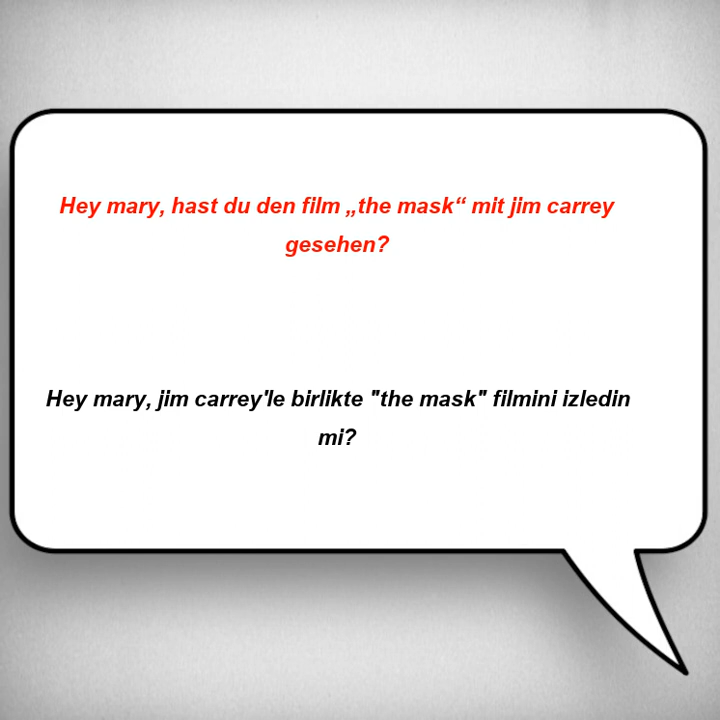 Hey mary, hast du den film „the mask“ mit jim carrey
gesehen?
Hey mary, jim carrey'le birlikte "the mask" filmini izledin
mi?